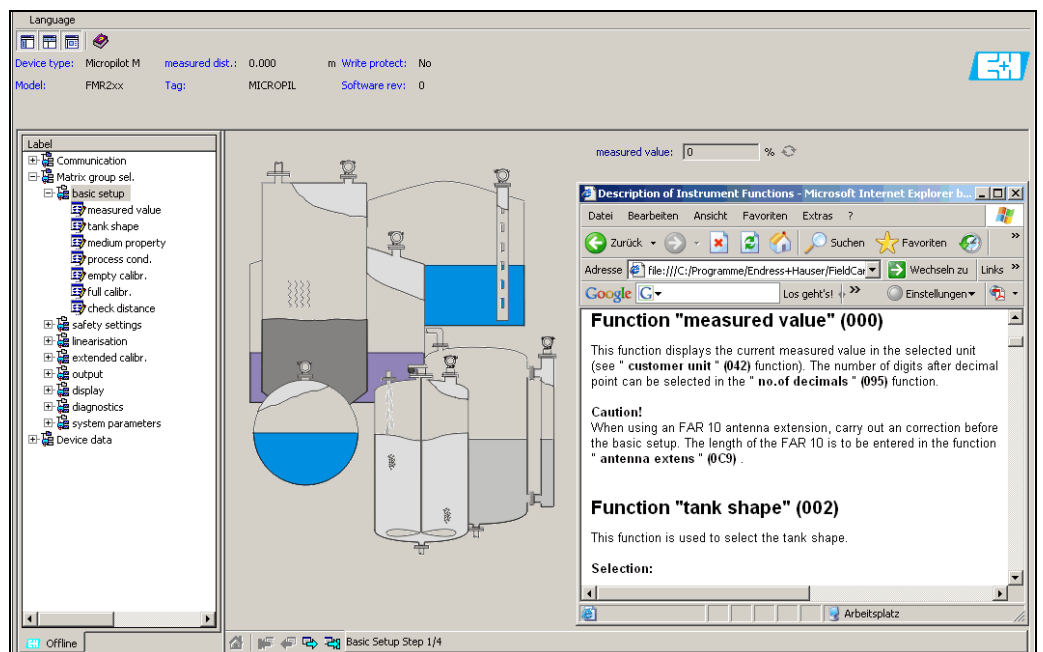 Language
Device type: Micropilot M measured dist.: 0.000 m Write protect: No
Model: FMR2xx Tag: MICROPIL Software rev: 0
E+H
Label
Communication
Matrix group sel.
basic setup
measured value
tank shape
medium property
process cond.
empty calibr.
full calibr.
check distance
safety settings
linearisation
extended calibr.
output
display
diagnostics
system parameters
Device data
Offline
measured value: 0 %
Description of Instrument Functions - Microsoft Internet Explorer b...
Datei Bearbeiten Ansicht Favoriten Extras ?
Zurück Suchen Favoriten »
Adresse file:///C:/Programme/Endress+Hauser/FieldCar Wechseln zu Links »
Google G Los geht's! » Einstellungen
Function "measured value" (000)
This function displays the current measured value in the selected unit
(see " customer unit " (042) function). The number of digits after decimal
point can be selected in the " no.of decimals " (095) function.
Caution!
When using an FAR 10 antenna extension, carry out an correction before
the basic setup. The length of the FAR 10 is to be entered in the function
" antenna extens " (0C9) .
Function "tank shape" (002)
This function is used to select the tank shape.
Selection:
Arbeitsplatz
Basic Setup Step 1/4